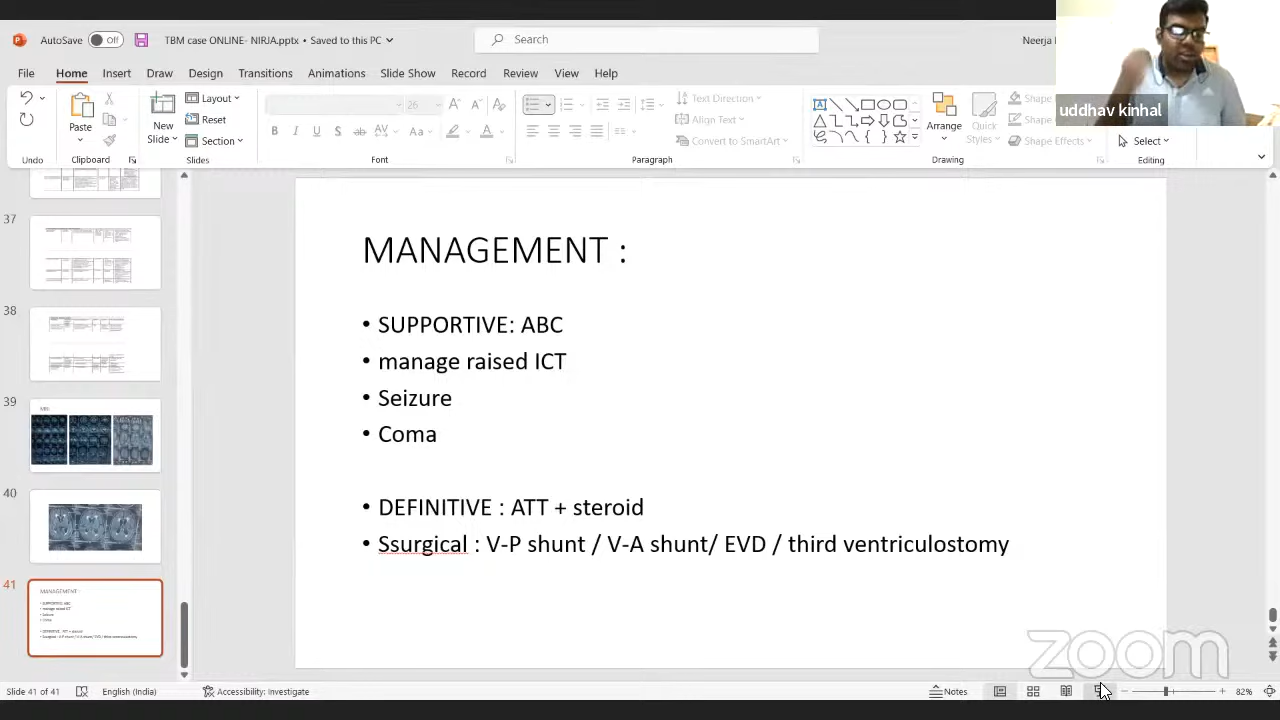 AutoSave Off TBM case ONLINE- NIRJA.pptx • Saved to this PC Search Neerja
uddhav kinhal
File Home Insert Draw Design Transitions Animations Slide Show Record Review View Help
Paste New Slide Layout Reset Section
26
Text Direction
Align Text
Convert to SmartArt
Arrange Quick Styles
Shape
Shape
Shape Effects
Select
Undo Clipboard Slides Font Paragraph Drawing Editing
37
38
39
MRI
40
41
MANAGEMENT :
• SUPPORTIVE: ABC
• manage raised ICT
• Seizure
• Coma
• DEFINITIVE : ATT + steroid
• Ssurgical : V-P shunt / V-A shunt/ EVD / third ventriculostomy
zoom
Slide 41 of 41 English (India) Accessibility: Investigate Notes 82%